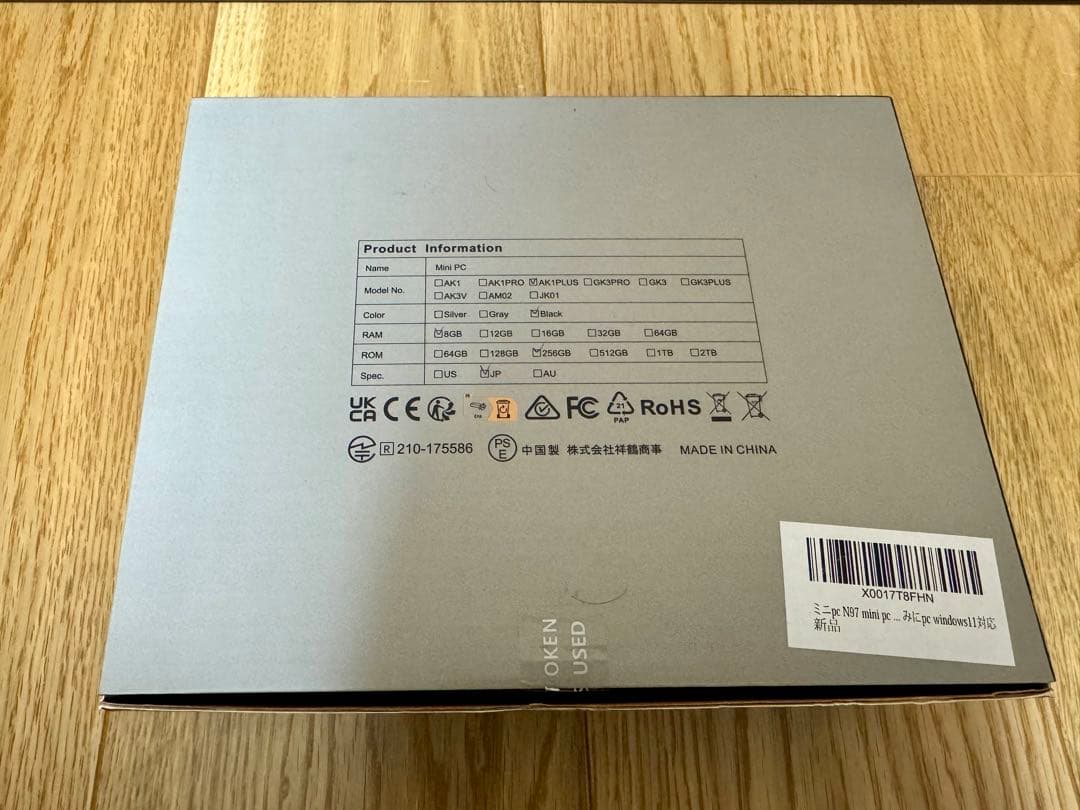 Product Information
Name Mini PC
Model No. ☐AK1 ☐AK1PRO ☑AK1PLUS ☐GK3PRO ☐GK3 ☐GK3PLUS
☐AK3V ☐AM02 ☐JK01
Color ☐Silver ☐Gray ☑Black
RAM ☑8GB ☐12GB ☐16GB ☐32GB ☐64GB
ROM ☐64GB ☐128GB ☑256GB ☐512GB ☐1TB ☐2TB
Spec. ☐US ☑JP ☐AU
UK CA CE FC 21 PAP RoHS
R 210-175586 PS E 中国製 株式会社祥鶴商事 MADE IN CHINA
X0017T8FHN
ミニpc N97 mini pc ... みにpc windows11対応
新品
OKEN
USED